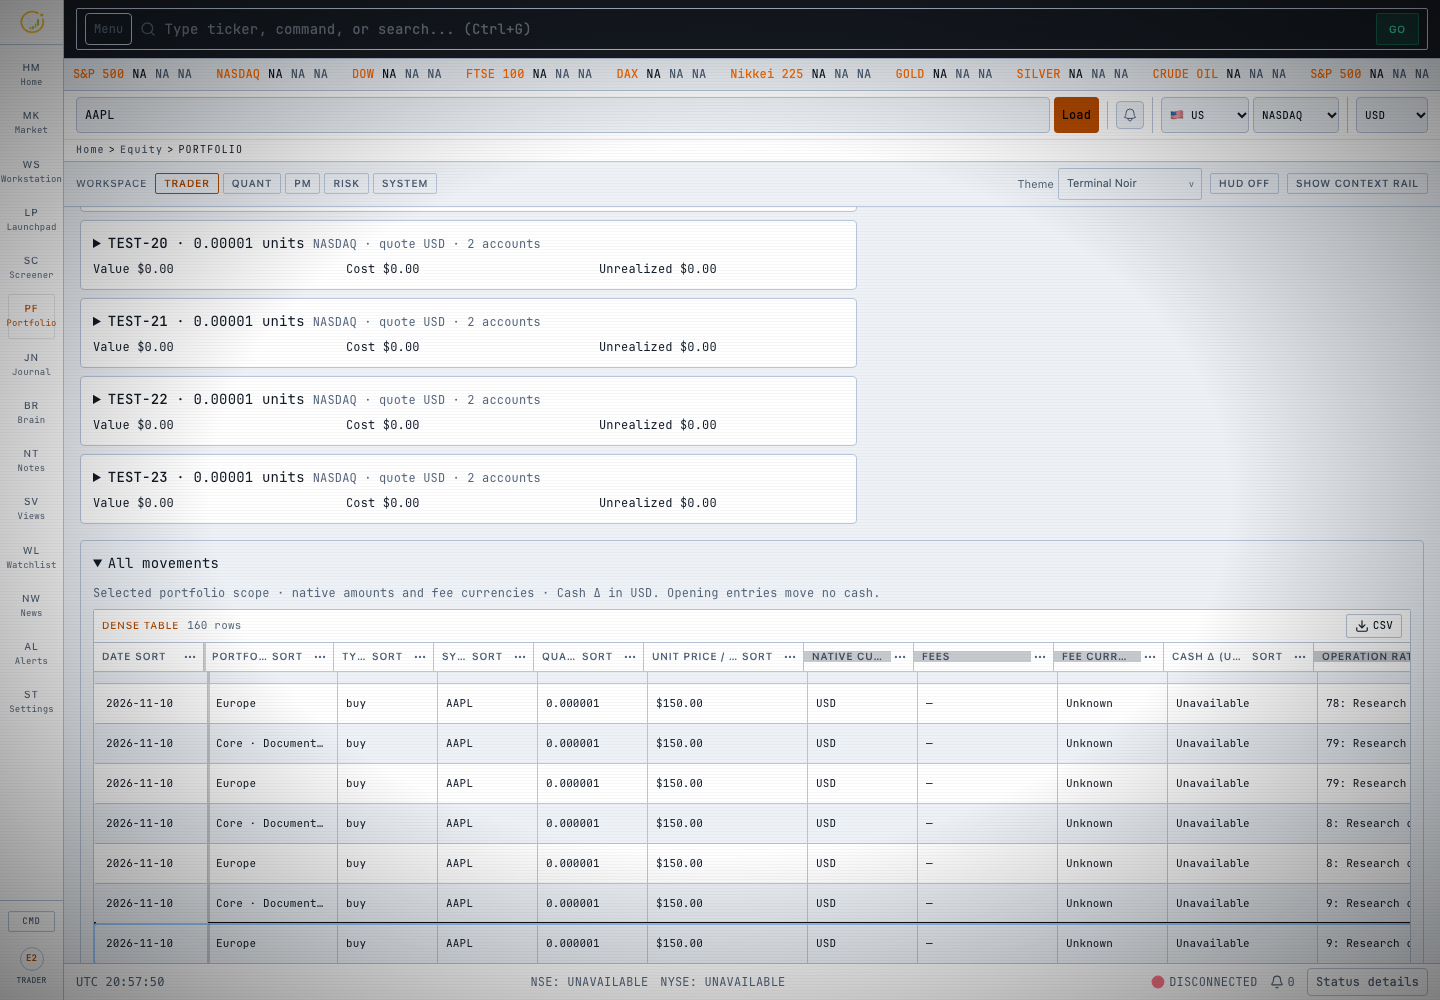 Menu Type ticker, command, or search... (Ctrl+G) GO
S&P 500 NA NA NA NASDAQ NA NA NA DOW NA NA NA FTSE 100 NA NA NA DAX NA NA NA Nikkei 225 NA NA NA GOLD NA NA NA SILVER NA NA NA CRUDE OIL NA NA NA S&P 500 NA NA NA
AAPL Load 🇺🇸 US NASDAQ USD
Home > Equity > PORTFOLIO
WORKSPACE TRADER QUANT PM RISK SYSTEM Theme Terminal Noir v HUD OFF SHOW CONTEXT RAIL
HM
Home
MK
Market
WS
Workstation
LP
Launchpad
SC
Screener
PF
Portfolio
JN
Journal
BR
Brain
NT
Notes
SV
Views
WL
Watchlist
NW
News
AL
Alerts
ST
Settings
CMD
E2
TRADER
▶ TEST-20 · 0.00001 units NASDAQ · quote USD · 2 accounts
Value $0.00 Cost $0.00 Unrealized $0.00
▶ TEST-21 · 0.00001 units NASDAQ · quote USD · 2 accounts
Value $0.00 Cost $0.00 Unrealized $0.00
▶ TEST-22 · 0.00001 units NASDAQ · quote USD · 2 accounts
Value $0.00 Cost $0.00 Unrealized $0.00
▶ TEST-23 · 0.00001 units NASDAQ · quote USD · 2 accounts
Value $0.00 Cost $0.00 Unrealized $0.00
▼ All movements
Selected portfolio scope · native amounts and fee currencies · Cash Δ in USD. Opening entries move no cash.
DENSE TABLE 160 rows CSV
DATE SORT ··· PORTFO… SORT ··· TY… SORT ··· SY… SORT ··· QUA… SORT ··· UNIT PRICE / … SORT ··· NATIVE CU… ··· FEES ··· FEE CURR… ··· CASH Δ (U… SORT ··· OPERATION RAT
2026-11-10 Europe buy AAPL 0.000001 $150.00 USD — Unknown Unavailable 78: Research
2026-11-10 Core · Document… buy AAPL 0.000001 $150.00 USD — Unknown Unavailable 79: Research
2026-11-10 Europe buy AAPL 0.000001 $150.00 USD — Unknown Unavailable 79: Research
2026-11-10 Core · Document… buy AAPL 0.000001 $150.00 USD — Unknown Unavailable 8: Research
2026-11-10 Europe buy AAPL 0.000001 $150.00 USD — Unknown Unavailable 8: Research
2026-11-10 Core · Document… buy AAPL 0.000001 $150.00 USD — Unknown Unavailable 9: Research
2026-11-10 Europe buy AAPL 0.000001 $150.00 USD — Unknown Unavailable 9: Research
UTC 20:57:50 NSE: UNAVAILABLE NYSE: UNAVAILABLE DISCONNECTED 0 Status details